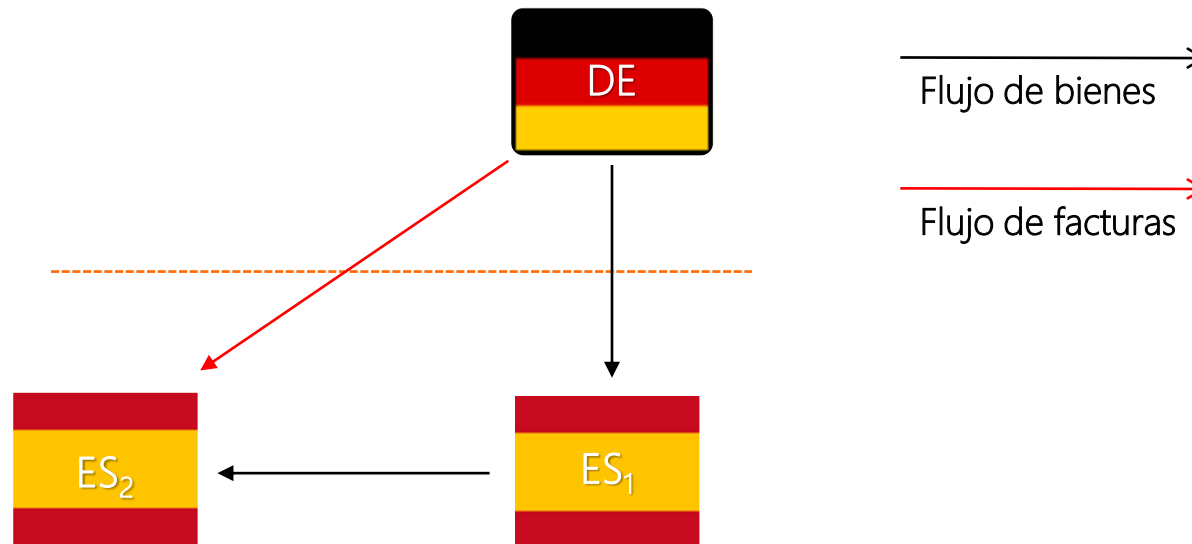 DE
Flujo de bienes
Flujo de facturas
ES₂
ES₁